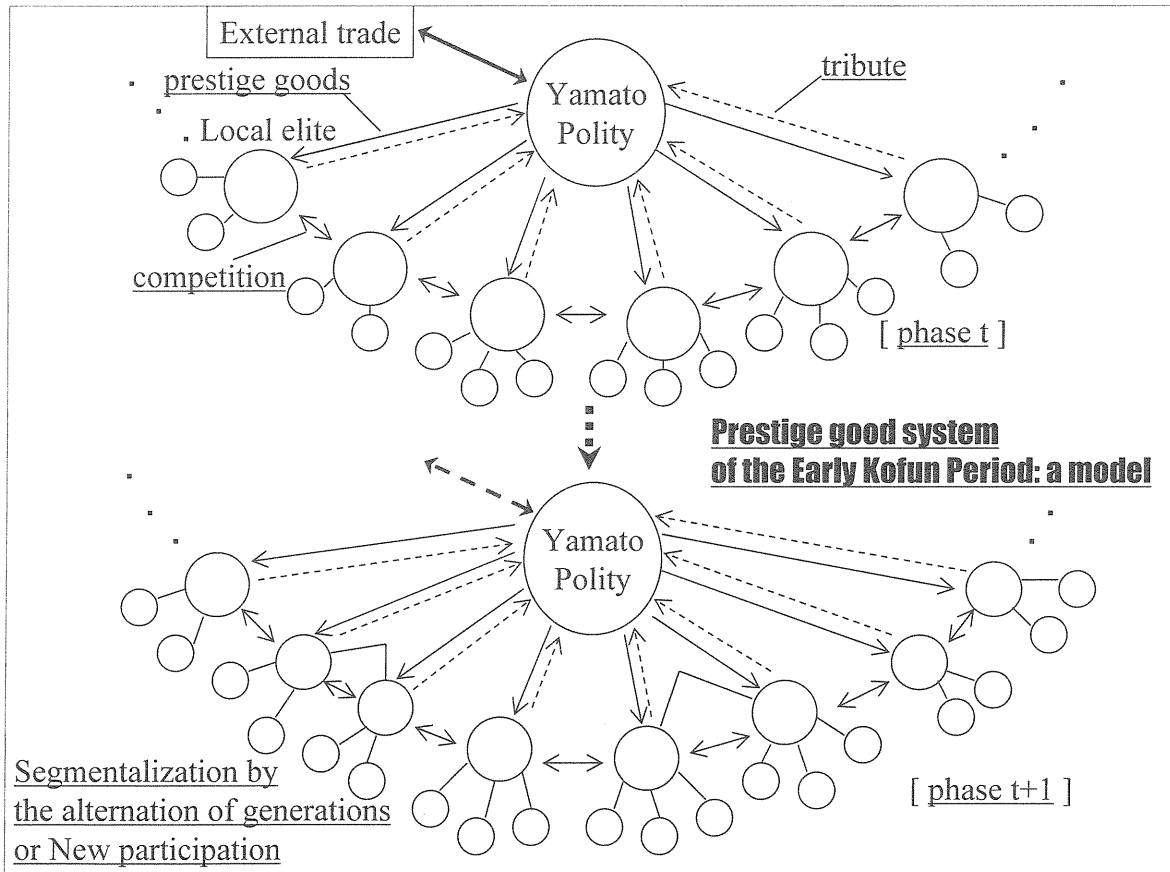 External trade
prestige goods
tribute
Yamato
Polity
Local elite
competition
[ phase t ]
Prestige good system
of the Early Kofun Period: a model
Yamato
Polity
Segmentalization by
the alternation of generations
or New participation
[ phase t+1 ]